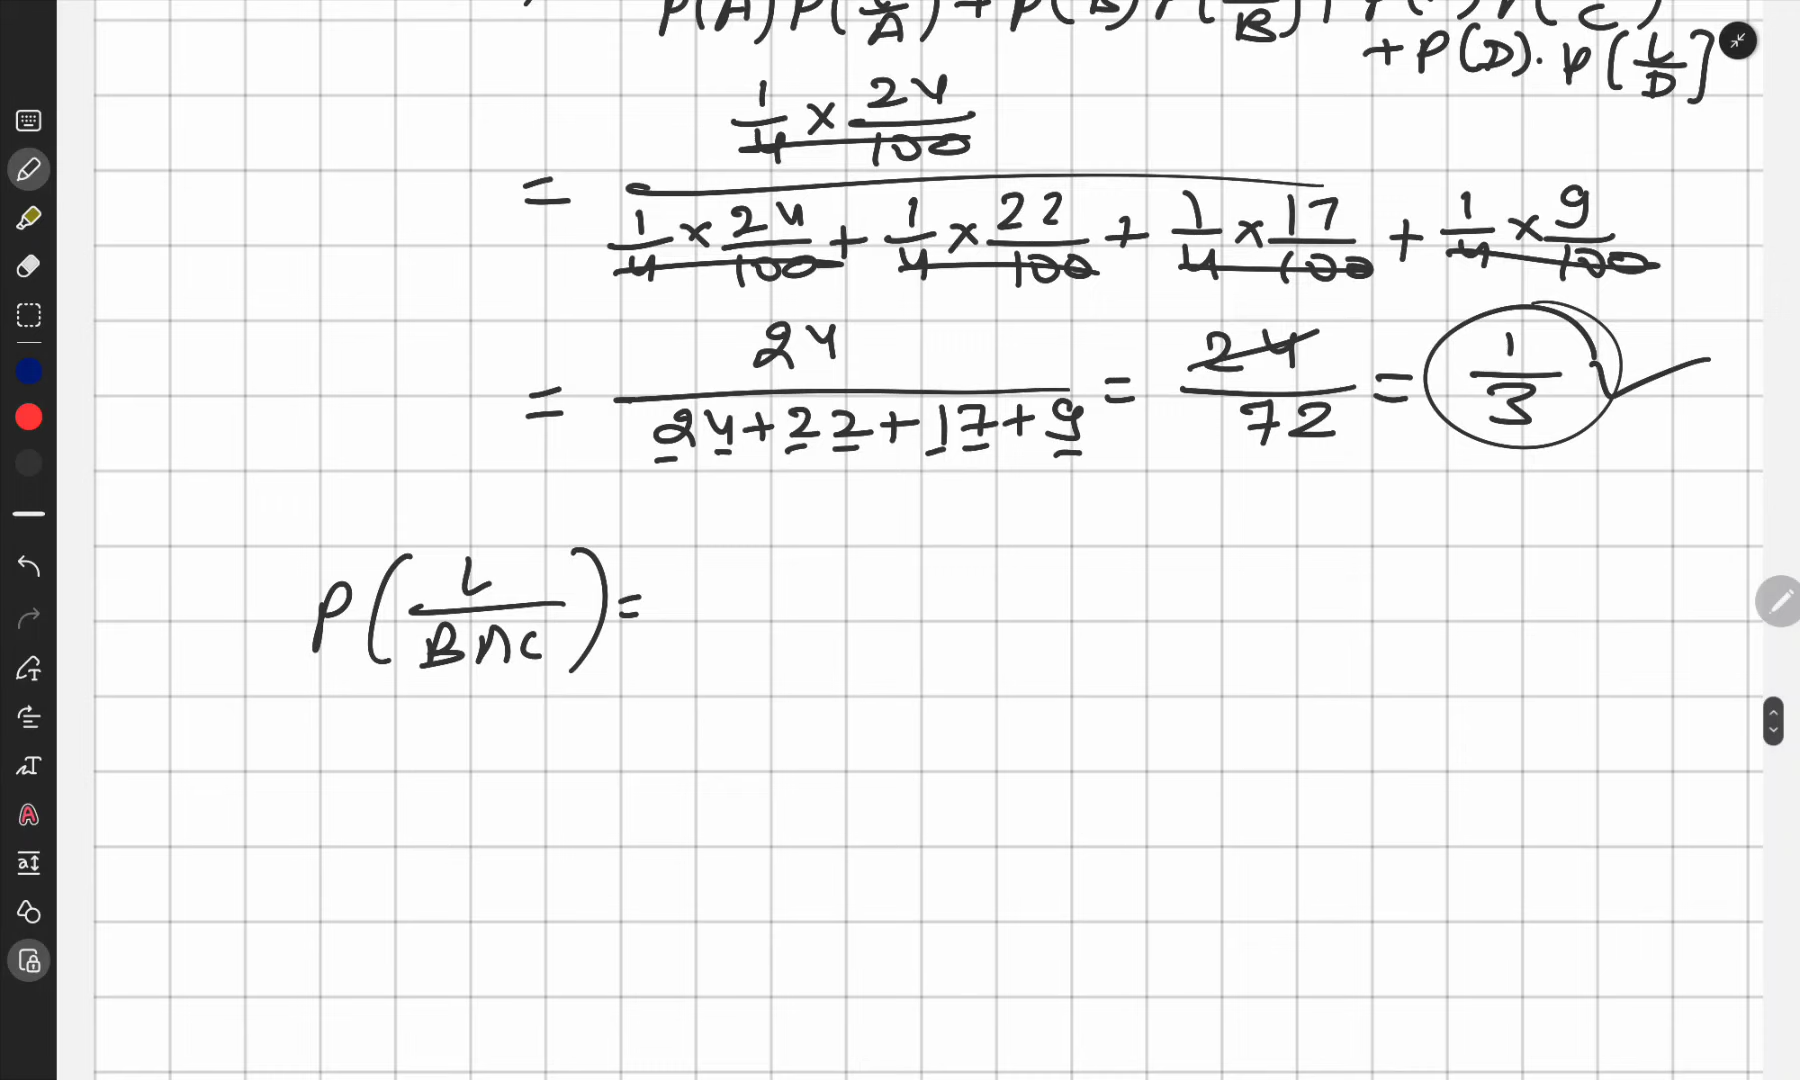 P(A)P(L/A) + P(B)P(L/B) + P(C)P(L/C)
+ P(D). P[L/D]
= (1/4 × 24/100) / (1/4 × 24/100 + 1/4 × 22/100 + 1/4 × 17/100 + 1/4 × 9/100)
= 24/(24+22+17+9) = 24/72 = 1/3
P(L/B∩C) =